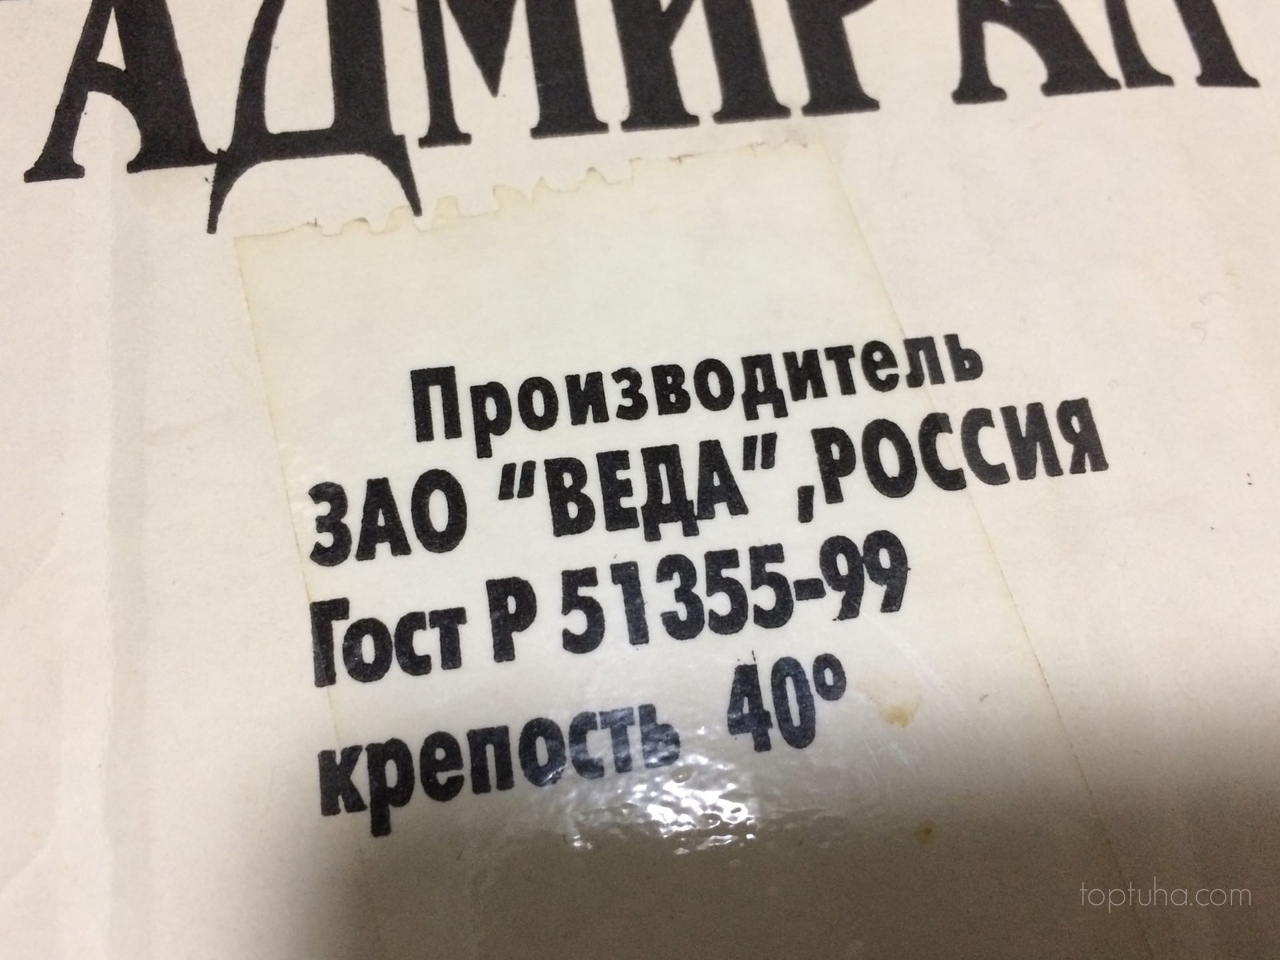 АДМИРАЛ
Производитель
ЗАО "ВЕДА", РОССИЯ
Гост Р 51355-99
крепость 40°
toptuha.com